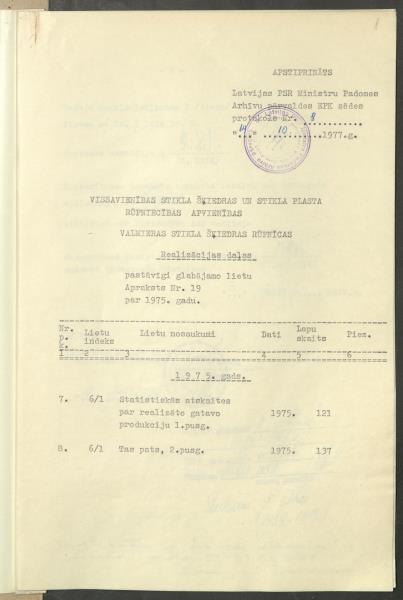 1
APSTIPRINĀTS
Latvijas PSR Ministru Padomes
Arhīvu pārvaldes EPK sēdes
protokols Nr. 8
"14" 10. 1977.g.
VISSAVIENĪBAS STIKLA ŠĶIEDRAS UN STIKLA PLASTA
RŪPNIECĪBAS APVIENĪBAS
VALMIERAS STIKLA ŠĶIEDRAS RŪPNĪCAS
Realizācijas daļas
pastāvīgi glabājamo lietu
Apraksts Nr. 19
par 1975. gadu.
Nr. p. k. Lietu indeks Lietu nosaukumi Dati Lapu skaits Piez.
1 2 3 4 5 6
1975. gads.
7. 6/1 Statistiskās atskaites
par realizēto gatavo
produkciju 1.pusg. 1975. 121
8. 6/1 Tas pats, 2.pusg. 1975. 137